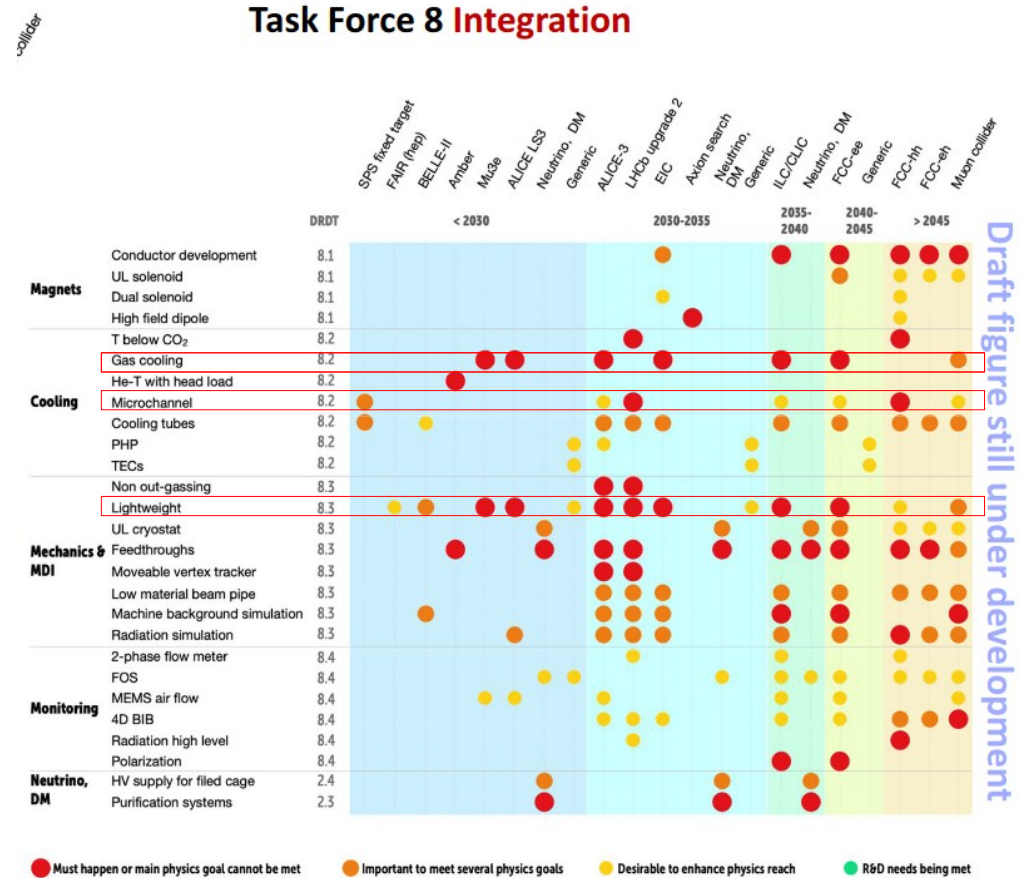 Task Force 8 Integration
collider
SPS fixed target
FAIR (hep)
BELLE-II
Amber
Mu3e
ALICE LS3
Neutrino, DM
Generic
ALICE-3
LHCb upgrade 2
EIC
Axion search
Neutrino,
DM
Generic
ILC/CLIC
Neutrino, DM
FCC-ee
Generic
FCC-hh
FCC-eh
Muon collider
DRDT
< 2030
2030-2035
2035-
2040
2040-
2045
> 2045
Magnets
Conductor development 8.1
UL solenoid 8.1
Dual solenoid 8.1
High field dipole 8.1
Cooling
T below CO₂ 8.2
Gas cooling 8.2
He-T with head load 8.2
Microchannel 8.2
Cooling tubes 8.2
PHP 8.2
TECs 8.2
Mechanics &
MDI
Non out-gassing 8.3
Lightweight 8.3
UL cryostat 8.3
Feedthroughs 8.3
Moveable vertex tracker 8.3
Low material beam pipe 8.3
Machine background simulation 8.3
Radiation simulation 8.3
Monitoring
2-phase flow meter 8.4
FOS 8.4
MEMS air flow 8.4
4D BIB 8.4
Radiation high level 8.4
Polarization 8.4
Neutrino,
DM
HV supply for filed cage 2.4
Purification systems 2.3
Draft figure still under development
Must happen or main physics goal cannot be met
Important to meet several physics goals
Desirable to enhance physics reach
R&D needs being met